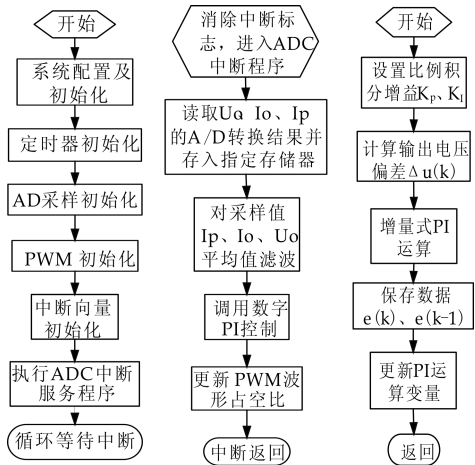 开始
系统配置及
初始化
定时器初始化
AD采样初始化
PWM 初始化
中断向量
初始化
执行ADC中断
服务程序
循环等待中断
消除中断标
志，进入ADC
中断程序
读取Uo、Io、Ip
的A/D转换结果并
存入指定存储器
对采样值
Ip、Io、Uo
平均值滤波
调用数字
PI控制
更新 PWM波
形占空比
中断返回
开始
设置比例积
分增益Kp、KI
计算输出电压
偏差Δu(k)
增量式PI
运算
保存数据
e(k)、e(k-1)
更新PI运
算变量
返回